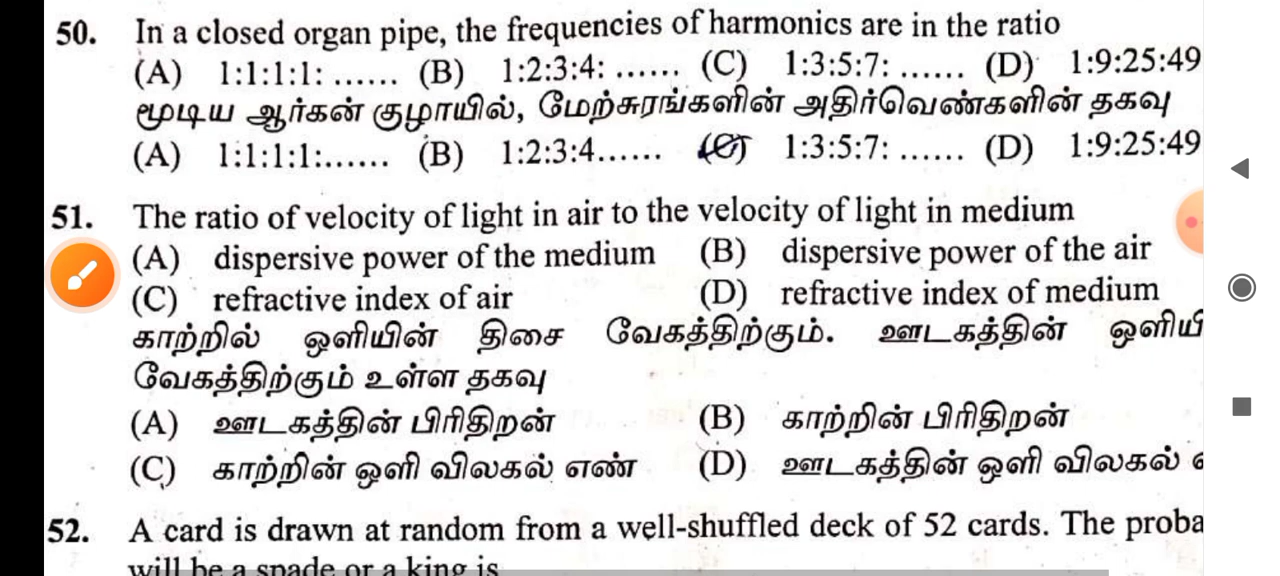 50. In a closed organ pipe, the frequencies of harmonics are in the ratio
(A) 1:1:1:1: ...... (B) 1:2:3:4: ...... (C) 1:3:5:7: ...... (D) 1:9:25:49
மூடிய ஆர்கன் குழாயில், மேற்சுரங்களின் அதிர்வெண்களின் தகவு
(A) 1:1:1:1:...... (B) 1:2:3:4...... (C) 1:3:5:7: ...... (D) 1:9:25:49
51. The ratio of velocity of light in air to the velocity of light in medium
(A) dispersive power of the medium (B) dispersive power of the air
(C) refractive index of air (D) refractive index of medium
காற்றில் ஒளியின் திசை வேகத்திற்கும். ஊடகத்தின் ஒளியி
வேகத்திற்கும் உள்ள தகவு
(A) ஊடகத்தின் பிரிதிறன் (B) காற்றின் பிரிதிறன்
(C) காற்றின் ஒளி விலகல் எண் (D) ஊடகத்தின் ஒளி விலகல்
52. A card is drawn at random from a well-shuffled deck of 52 cards. The proba
will be a spade or a king is